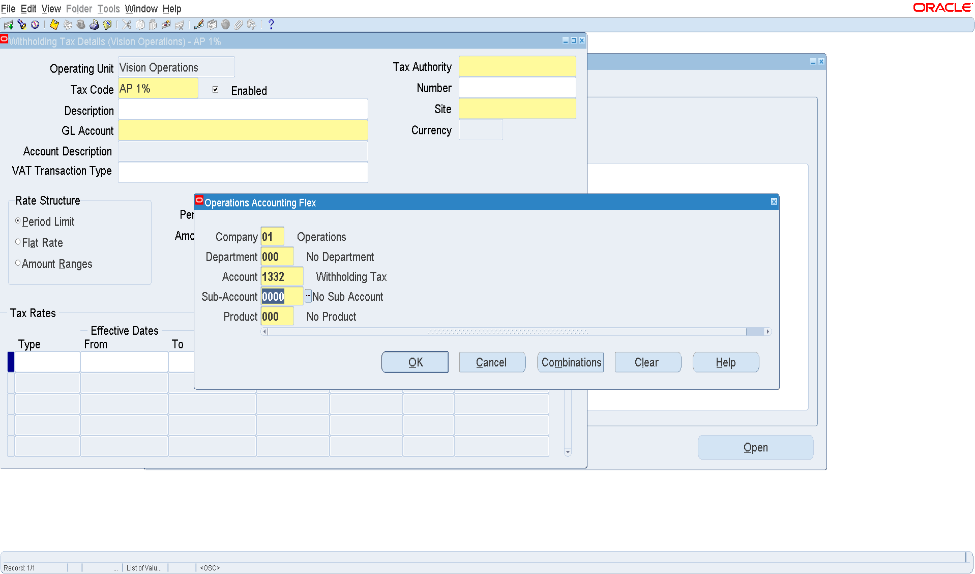 File Edit View Folder Tools Window Help
ORACLE
Withholding Tax Details (Vision Operations) - AP 1%
Operating Unit Vision Operations
Tax Authority
Tax Code AP 1% Enabled
Number
Description
Site
GL Account
Currency
Account Description
VAT Transaction Type
Rate Structure
Period Limit
Flat Rate
Amount Ranges
Operations Accounting Flex
Company 01 Operations
Department 000 No Department
Account 1332 Withholding Tax
Sub-Account 0000 No Sub Account
Product 000 No Product
OK Cancel Combinations Clear Help
Tax Rates
Effective Dates
Type From To
Open
Record: 1/1 ... List of Valu... <OSC>